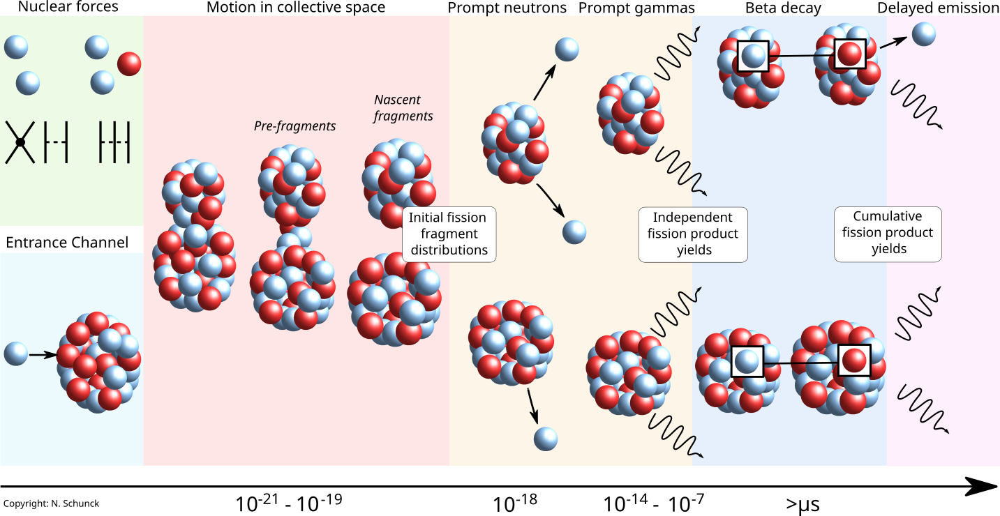 Nuclear forces
Motion in collective space
Prompt neutrons
Prompt gammas
Beta decay
Delayed emission
Nascent
fragments
Pre-fragments
Initial fission
fragment
distributions
Independent
fission product
yields
Cumulative
fission product
yields
Entrance Channel
Copyright: N. Schunck
10⁻²¹ - 10⁻¹⁹
10⁻¹⁸
10⁻¹⁴ - 10⁻⁷
>μs